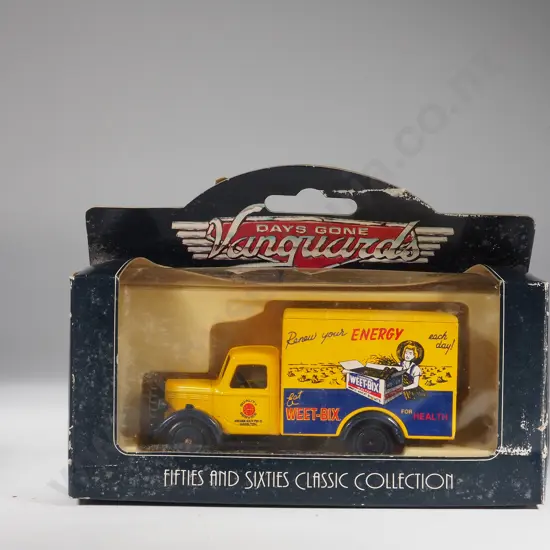 DAYS GONE
Vanguards
Renew your ENERGY each day!
WEET-BIX
Eat
WEET-BIX
FOR HEALTH
FIFTIES AND SIXTIES CLASSIC COLLECTION